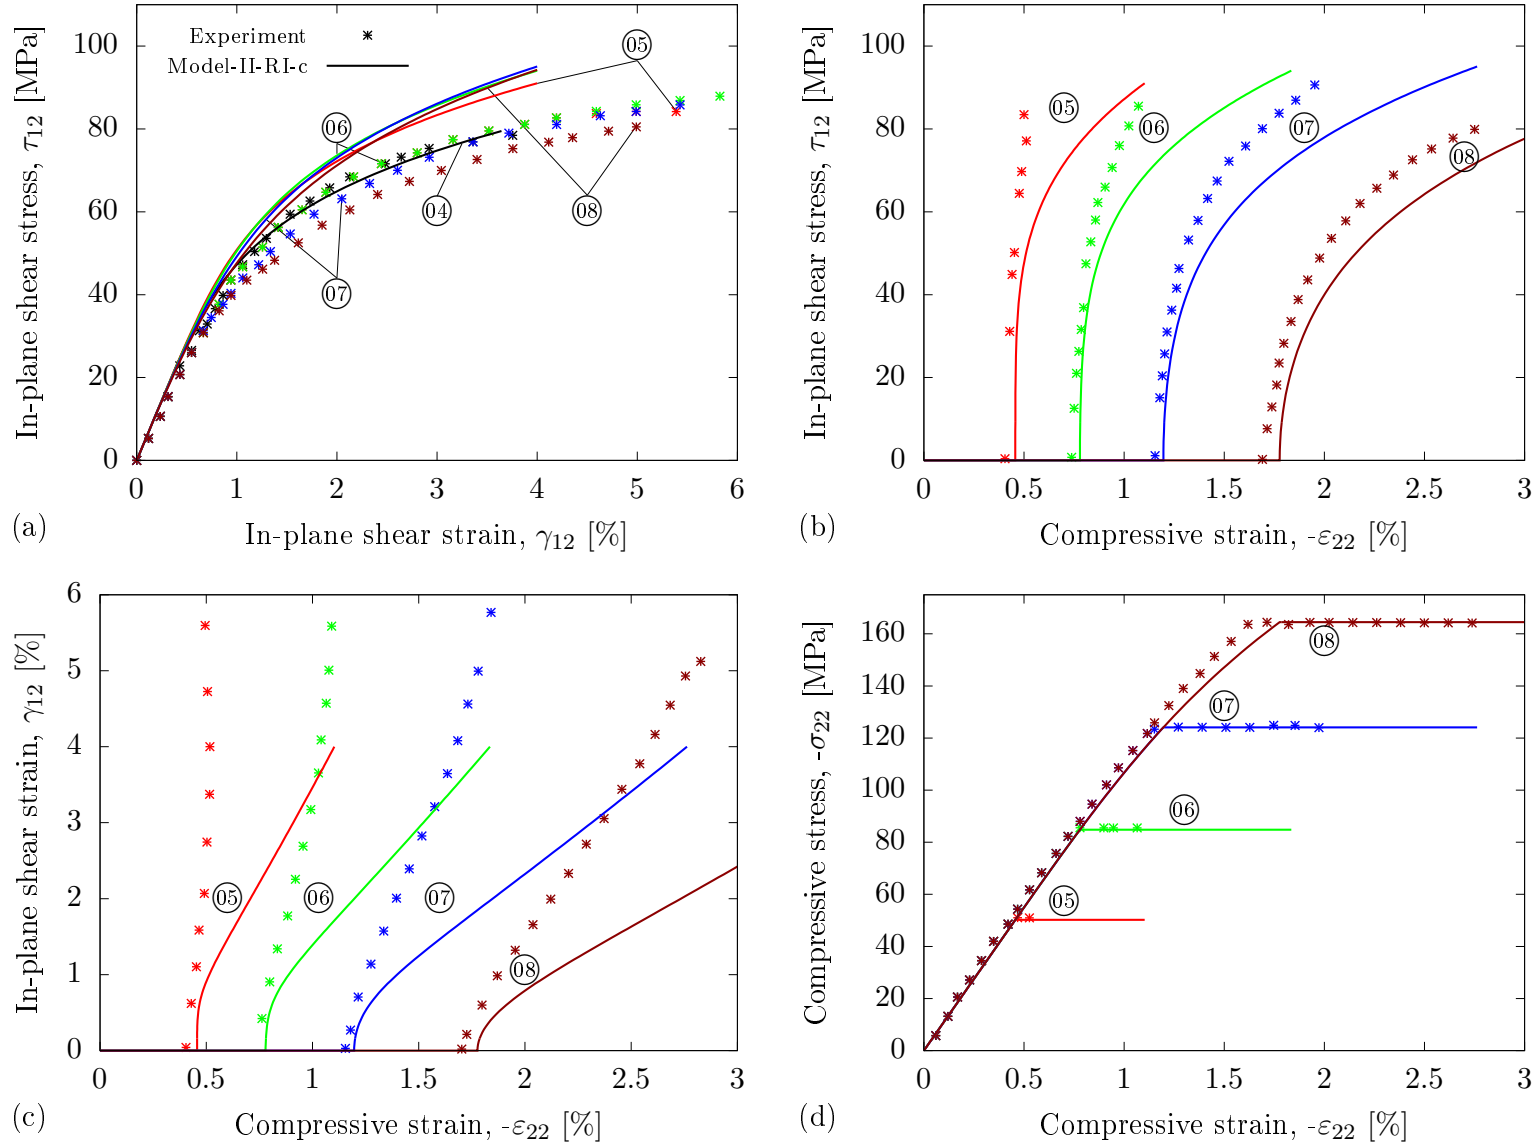 Experiment
Model-II-RI-c
05
06
04
08
07
0
20
40
60
80
100
0 1 2 3 4 5 6
In-plane shear stress, τ12 [MPa]
In-plane shear strain, γ12 [%]
(a)
05
06
07
08
0
20
40
60
80
100
0 0.5 1 1.5 2 2.5 3
In-plane shear stress, τ12 [MPa]
Compressive strain, -ε22 [%]
(b)
05
06
07
08
0
1
2
3
4
5
6
0 0.5 1 1.5 2 2.5 3
In-plane shear strain, γ12 [%]
Compressive strain, -ε22 [%]
(c)
08
07
06
05
0
20
40
60
80
100
120
140
160
0 0.5 1 1.5 2 2.5 3
Compressive stress, -σ22 [MPa]
Compressive strain, -ε22 [%]
(d)